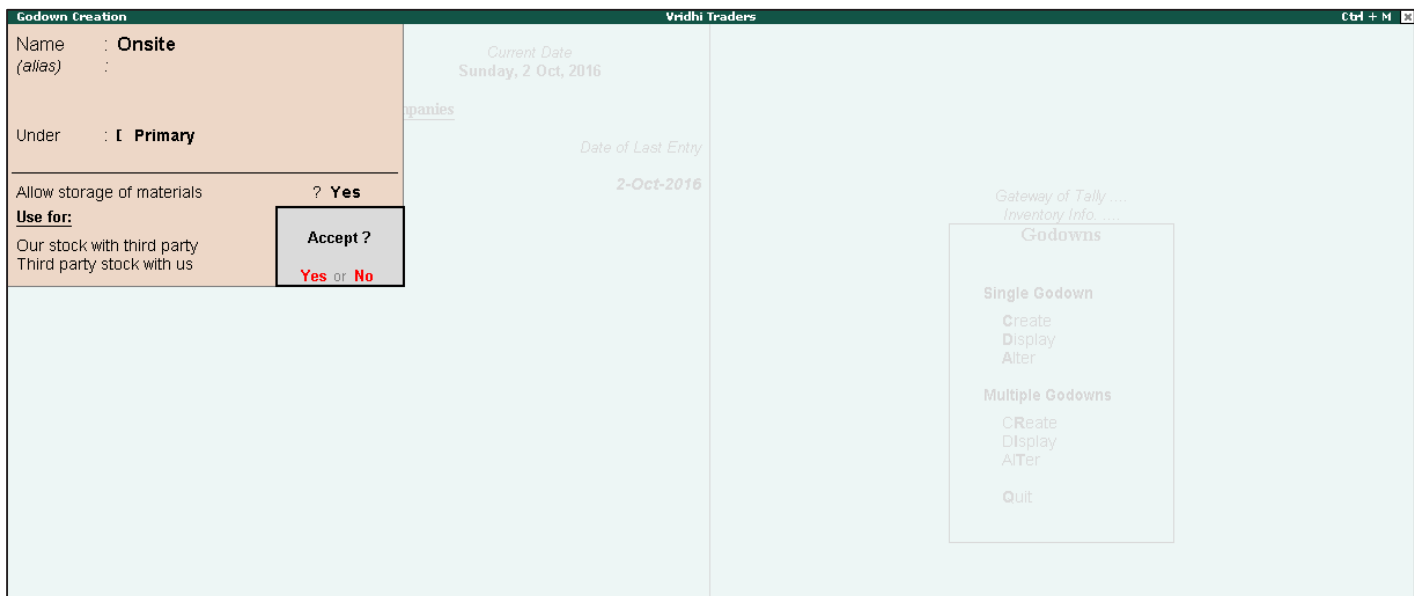 Godown Creation Vridhi Traders Ctrl + M
Name : Onsite
(alias) :
Under : [ Primary
Allow storage of materials ? Yes
Use for:
Our stock with third party
Third party stock with us
Accept ?
Yes or No
Current Date
Sunday, 2 Oct, 2016
mpanies
Date of Last Entry
2-Oct-2016
Gateway of Tally ....
Inventory Info. ....
Godowns
Single Godown
Create
Display
Alter
Multiple Godowns
CReate
DIsplay
AlTer
Quit